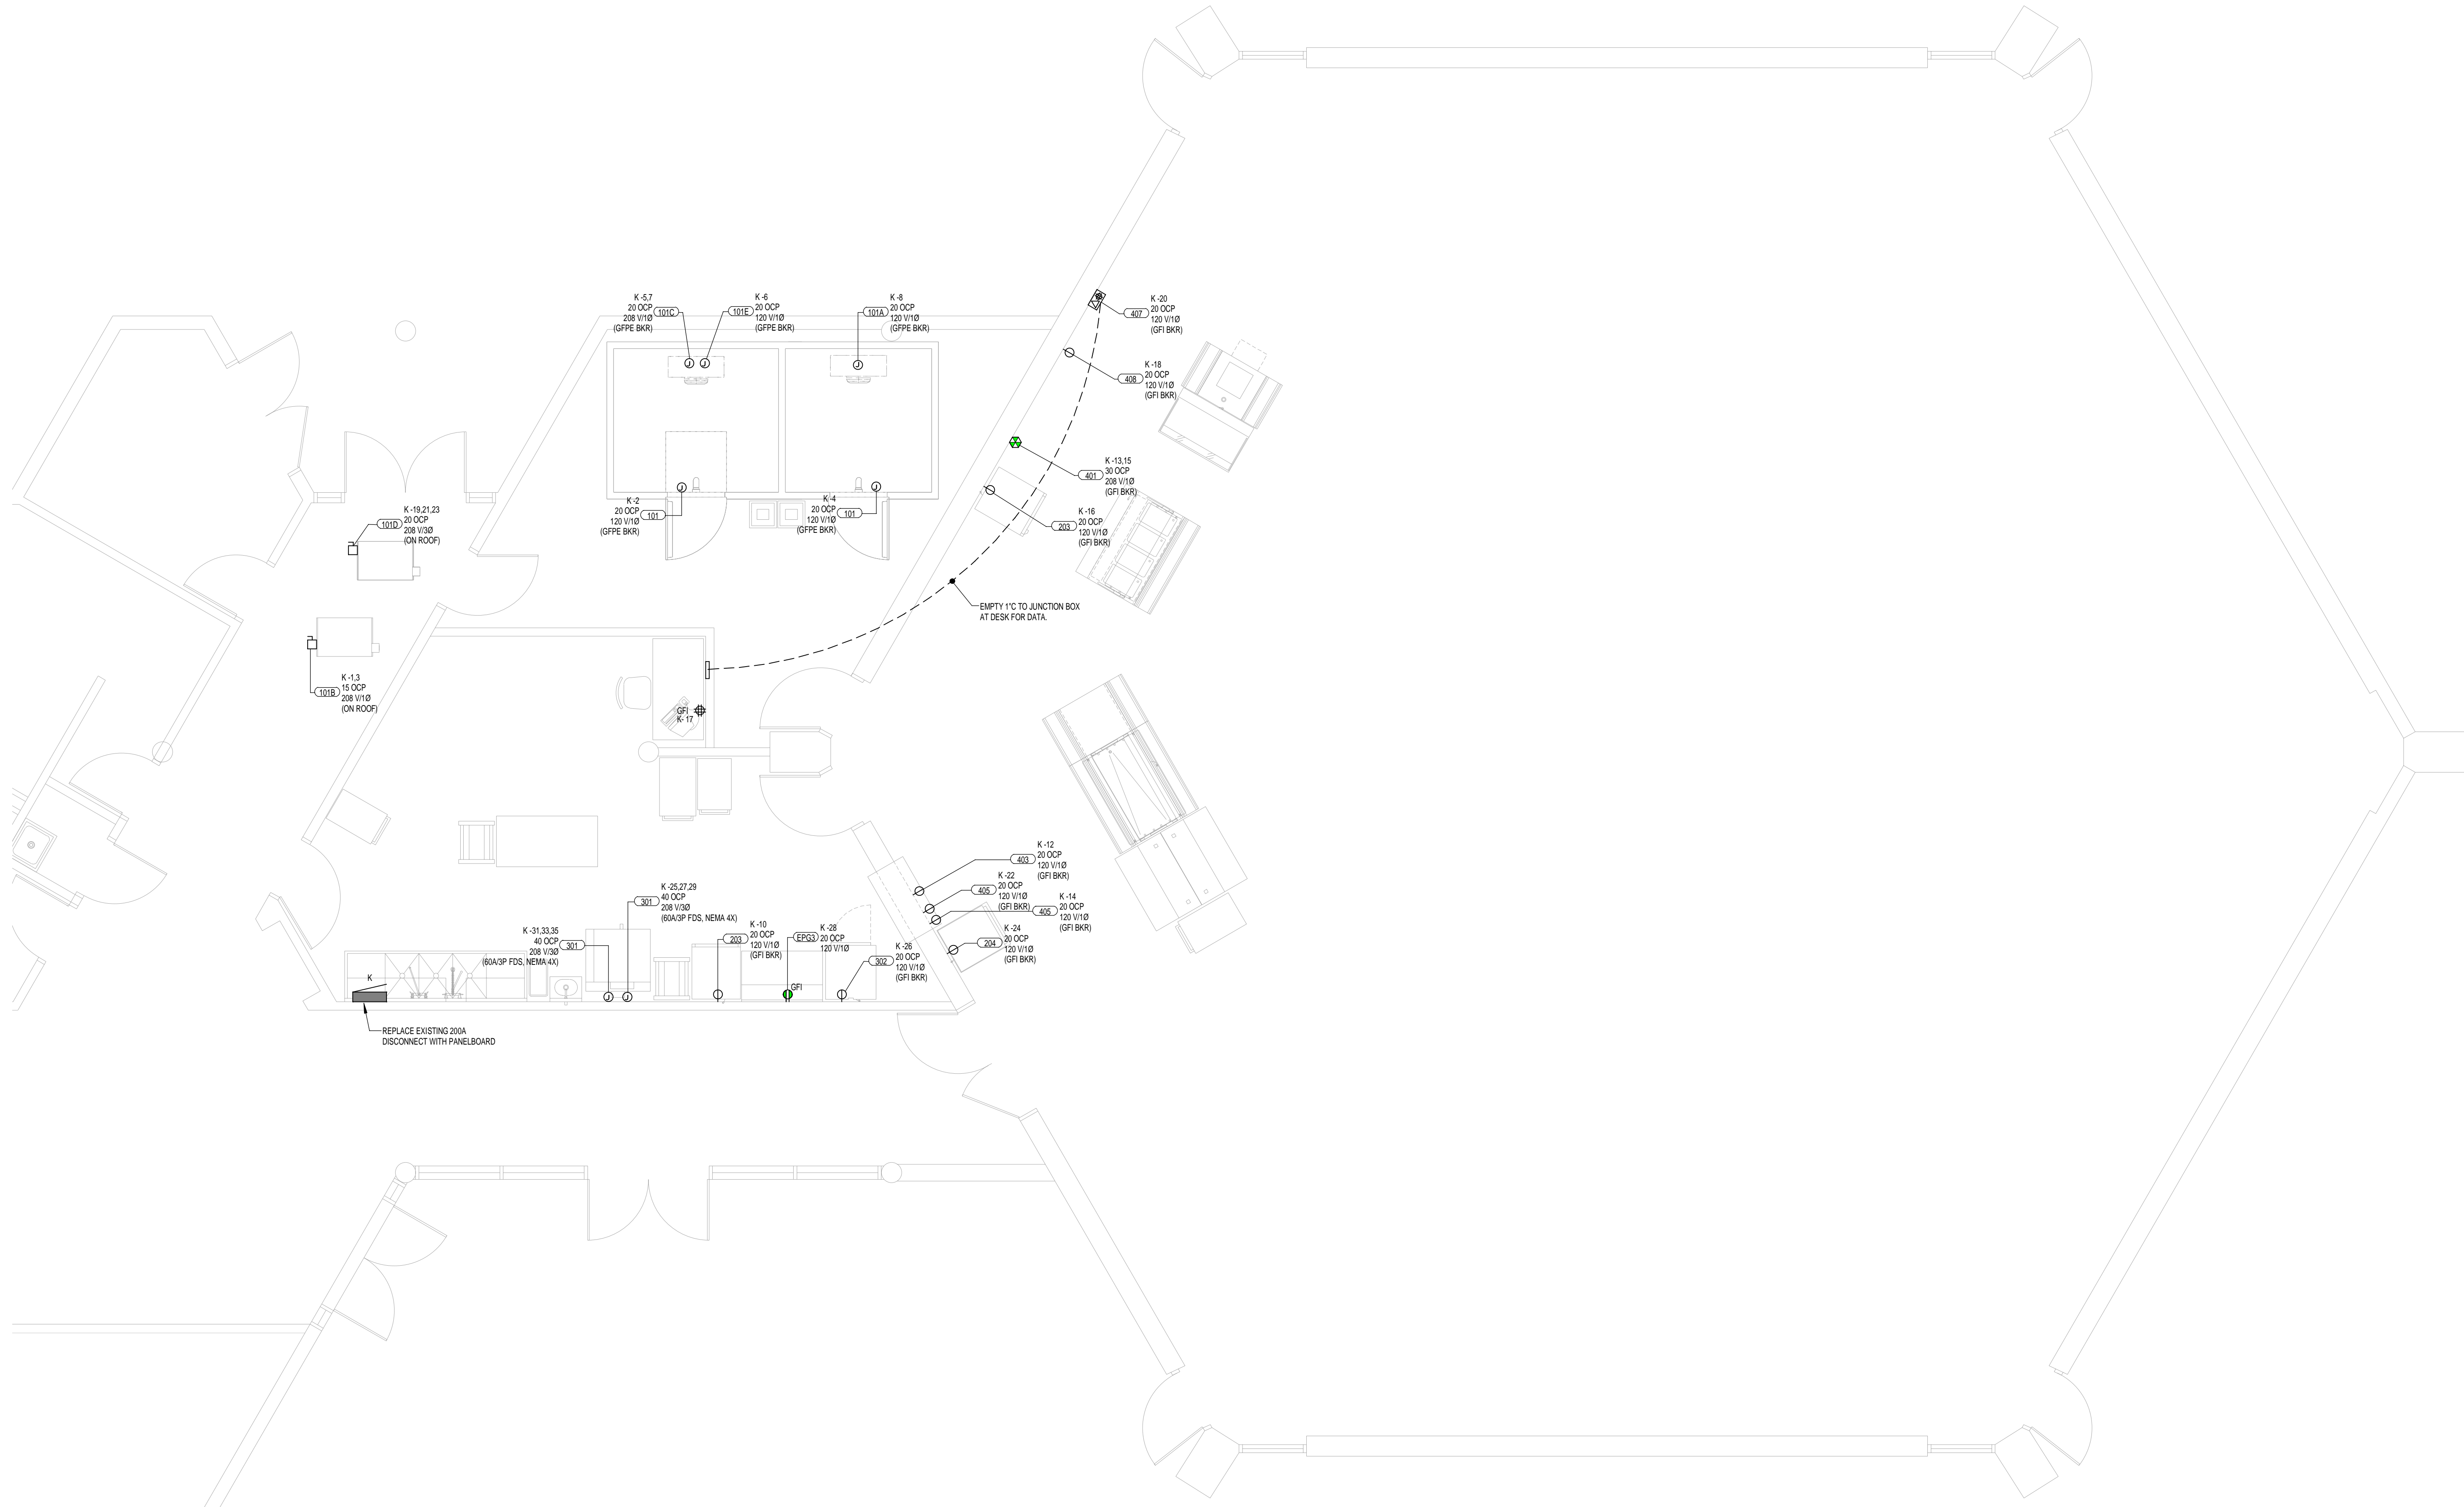 K -5,7
20 OCP
208 V/1Ø
(GFPE BKR)
101C
K -6
20 OCP
120 V/1Ø
(GFPE BKR)
101E
K -8
20 OCP
120 V/1Ø
(GFPE BKR)
101A
K -20
20 OCP
120 V/1Ø
(GFI BKR)
407
K -18
20 OCP
120 V/1Ø
(GFI BKR)
408
K -13,15
30 OCP
208 V/1Ø
(GFI BKR)
401
K -16
20 OCP
120 V/1Ø
(GFI BKR)
203
K -2
20 OCP
120 V/1Ø
(GFPE BKR)
101
K -4
20 OCP
120 V/1Ø
(GFPE BKR)
101
K -19,21,23
20 OCP
208 V/3Ø
(ON ROOF)
101D
EMPTY 1"C TO JUNCTION BOX
AT DESK FOR DATA.
K -1,3
15 OCP
208 V/1Ø
(ON ROOF)
101B
GFI
K- 17
K -12
20 OCP
120 V/1Ø
(GFI BKR)
403
K -22
20 OCP
120 V/1Ø
(GFI BKR)
405
K -14
20 OCP
120 V/1Ø
(GFI BKR)
405
K -24
20 OCP
120 V/1Ø
(GFI BKR)
204
K -25,27,29
40 OCP
208 V/3Ø
(60A/3P FDS, NEMA 4X)
301
K -31,33,35
40 OCP
208 V/3Ø
(60A/3P FDS, NEMA 4X)
301
K -10
20 OCP
120 V/1Ø
(GFI BKR)
203
K -28
20 OCP
120 V/1Ø
EPG3
GFI
K -26
20 OCP
120 V/1Ø
(GFI BKR)
302
K
REPLACE EXISTING 200A
DISCONNECT WITH PANELBOARD
J
J
J
J
J
J
J